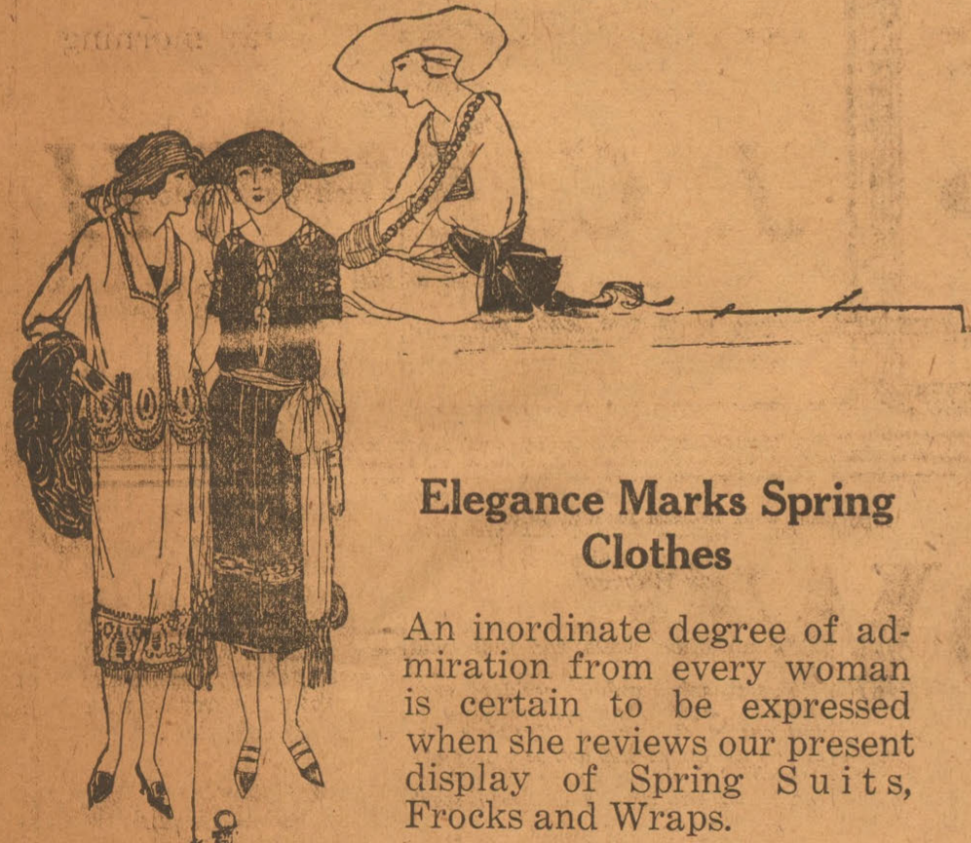 Elegance Marks Spring
Clothes
An inordinate degree of ad-
miration from every woman
is certain to be expressed
when she reviews our present
display of Spring Suits,
Frocks and Wraps.